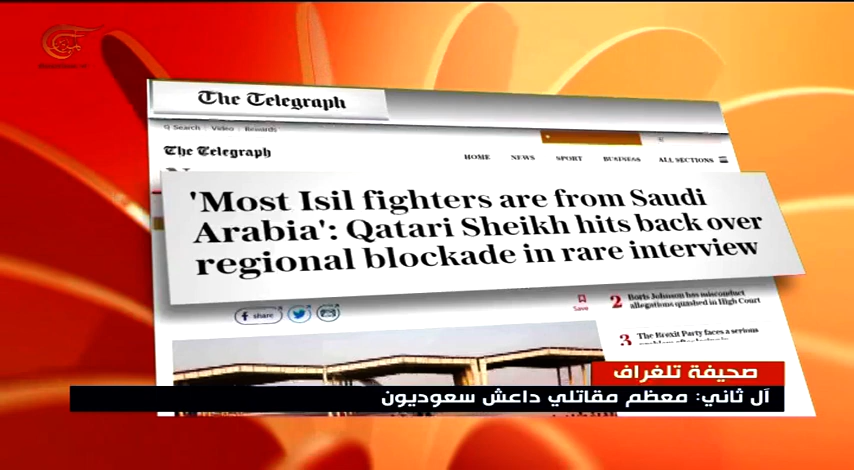 The Telegraph
Search Video Rewards
The Telegraph
HOME NEWS SPORT BUSINESS ALL SECTIONS
'Most Isil fighters are from Saudi
Arabia': Qatari Sheikh hits back over
regional blockade in rare interview
share
Save
2 Boris Johnson has misconduct
allegations quashed in High Court
3 The Brexit Party faces a serious
صحيفة تلغراف
آل ثاني: معظم مقاتلي داعش سعوديون